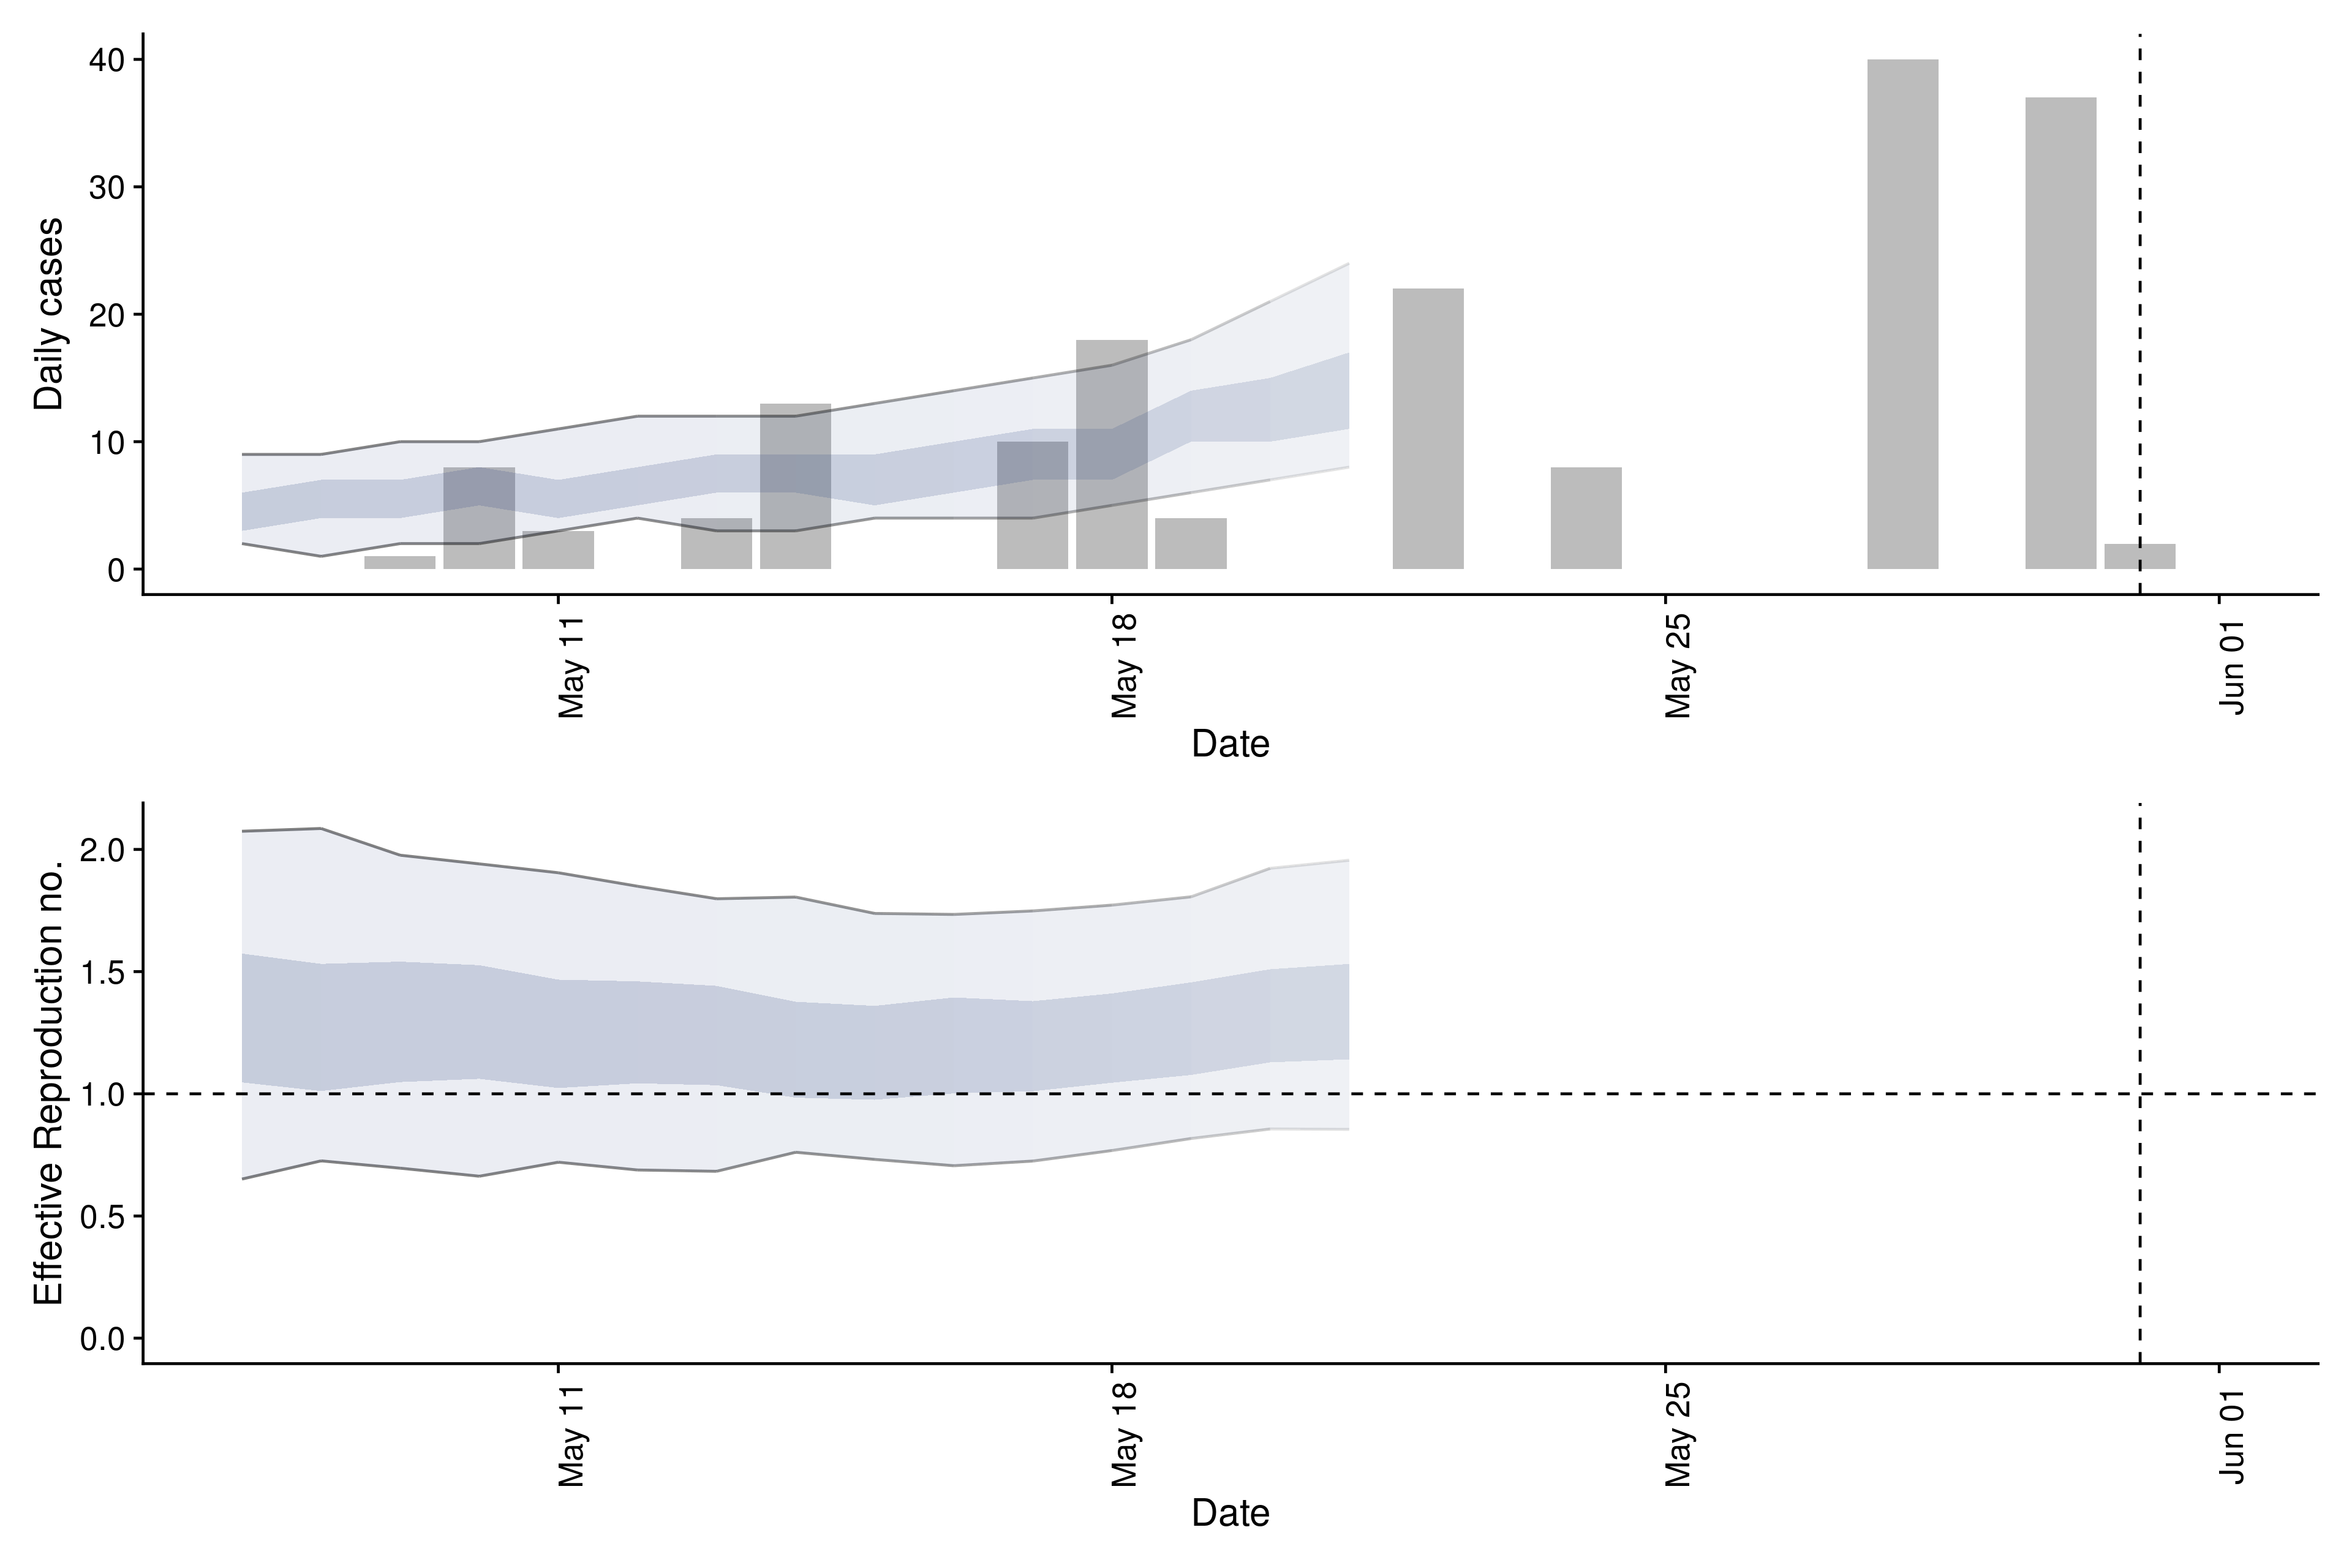 Daily cases
40
30
20
10
0
May 11
May 18
May 25
Jun 01
Date
Effective Reproduction no.
2.0
1.5
1.0
0.5
0.0
May 11
May 18
May 25
Jun 01
Date